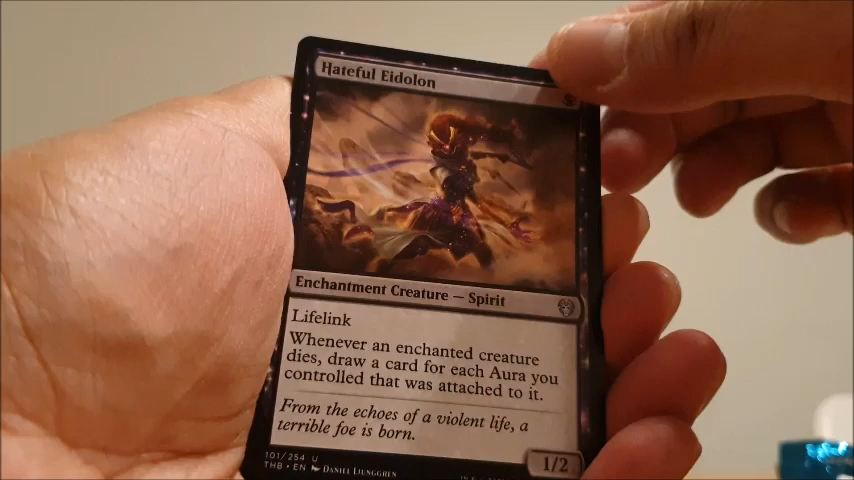 Hateful Eidolon
Enchantment Creature — Spirit
Lifelink
Whenever an enchanted creature
dies, draw a card for each Aura you
controlled that was attached to it.
From the echoes of a violent life, a
terrible foe is born.
1/2
101/254 U
THB • EN DANIEL LJUNGGREN